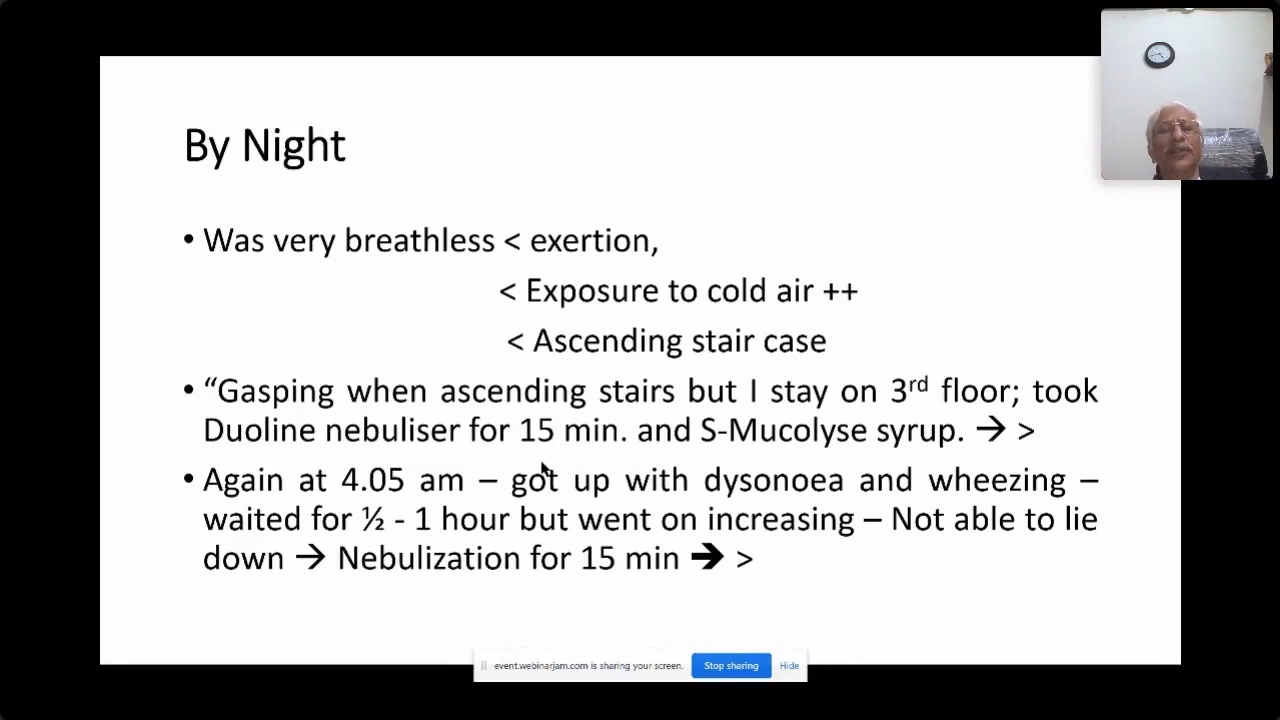 By Night
• Was very breathless < exertion,
< Exposure to cold air ++
< Ascending stair case
• “Gasping when ascending stairs but I stay on 3rd floor; took
Duoline nebuliser for 15 min. and S-Mucolyse syrup. → >
• Again at 4.05 am – got up with dysonoea and wheezing –
waited for ½ - 1 hour but went on increasing – Not able to lie
down → Nebulization for 15 min ➔ >
event.webinarjam.com is sharing your screen. Stop sharing Hide